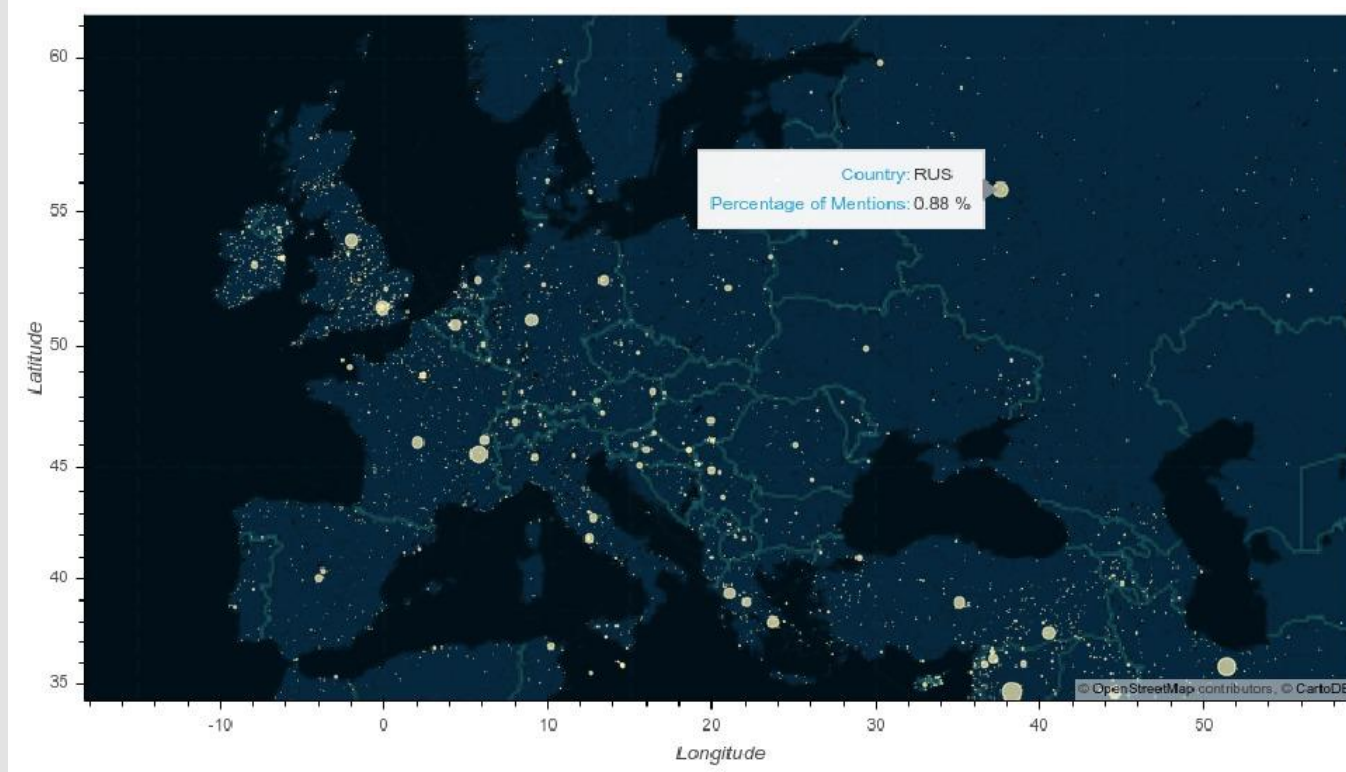 60
55
50
45
40
35
Latitude
Country: RUS
Percentage of Mentions: 0.88 %
© OpenStreetMap contributors, © CartoDB
-10
0
10
20
30
40
50
Longitude